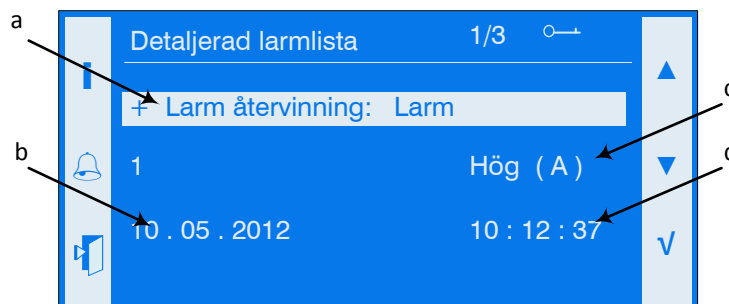 a
Detaljerad larmlista 1/3
+ Larm återvinning: Larm
b
1 Hög ( A )
10 . 05 . 2012 10 : 12 : 37